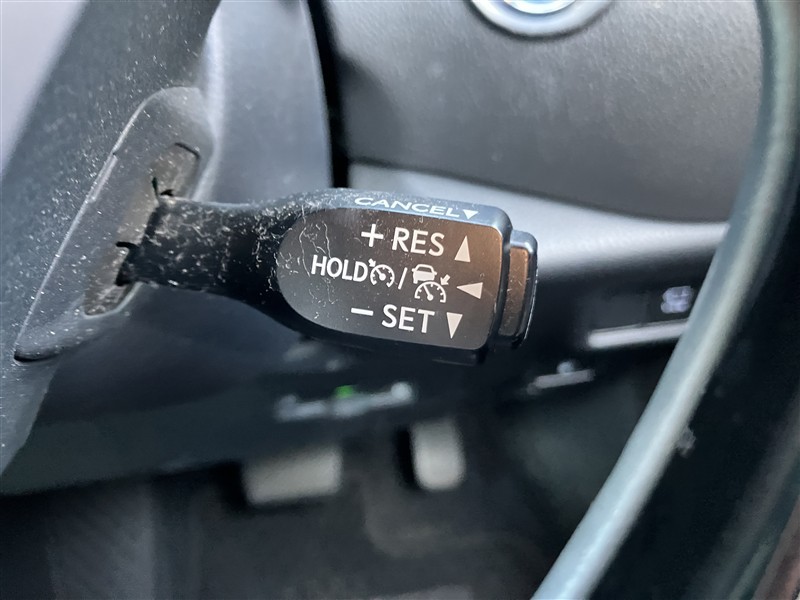 CANCEL▼
+ RES ▲
HOLD / ◀
− SET ▼